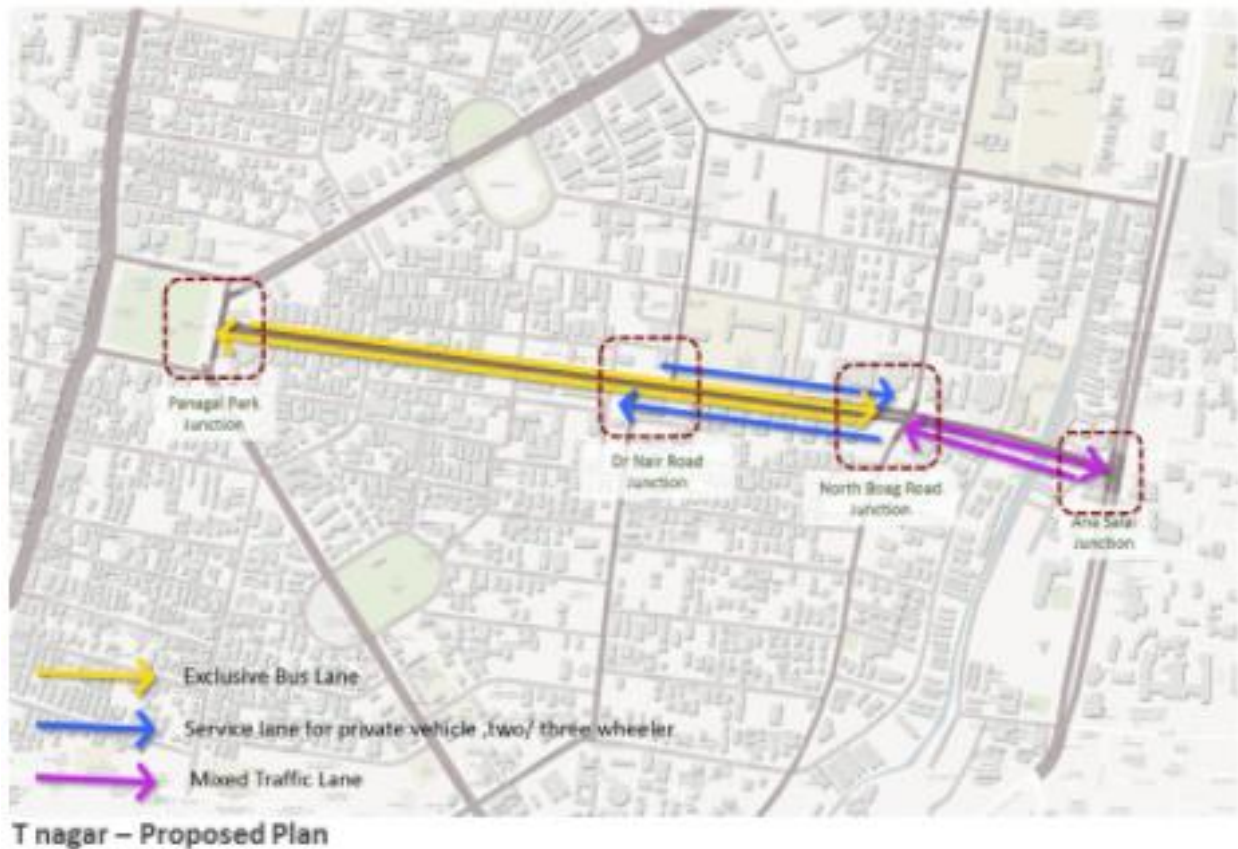 Panagal Park
Junction
Dr Nair Road
Junction
North Boag Road
Junction
Ana Salai
Junction
Exclusive Bus Lane
Service lane for private vehicle ,two/ three wheeler
Mixed Traffic Lane
T nagar – Proposed Plan